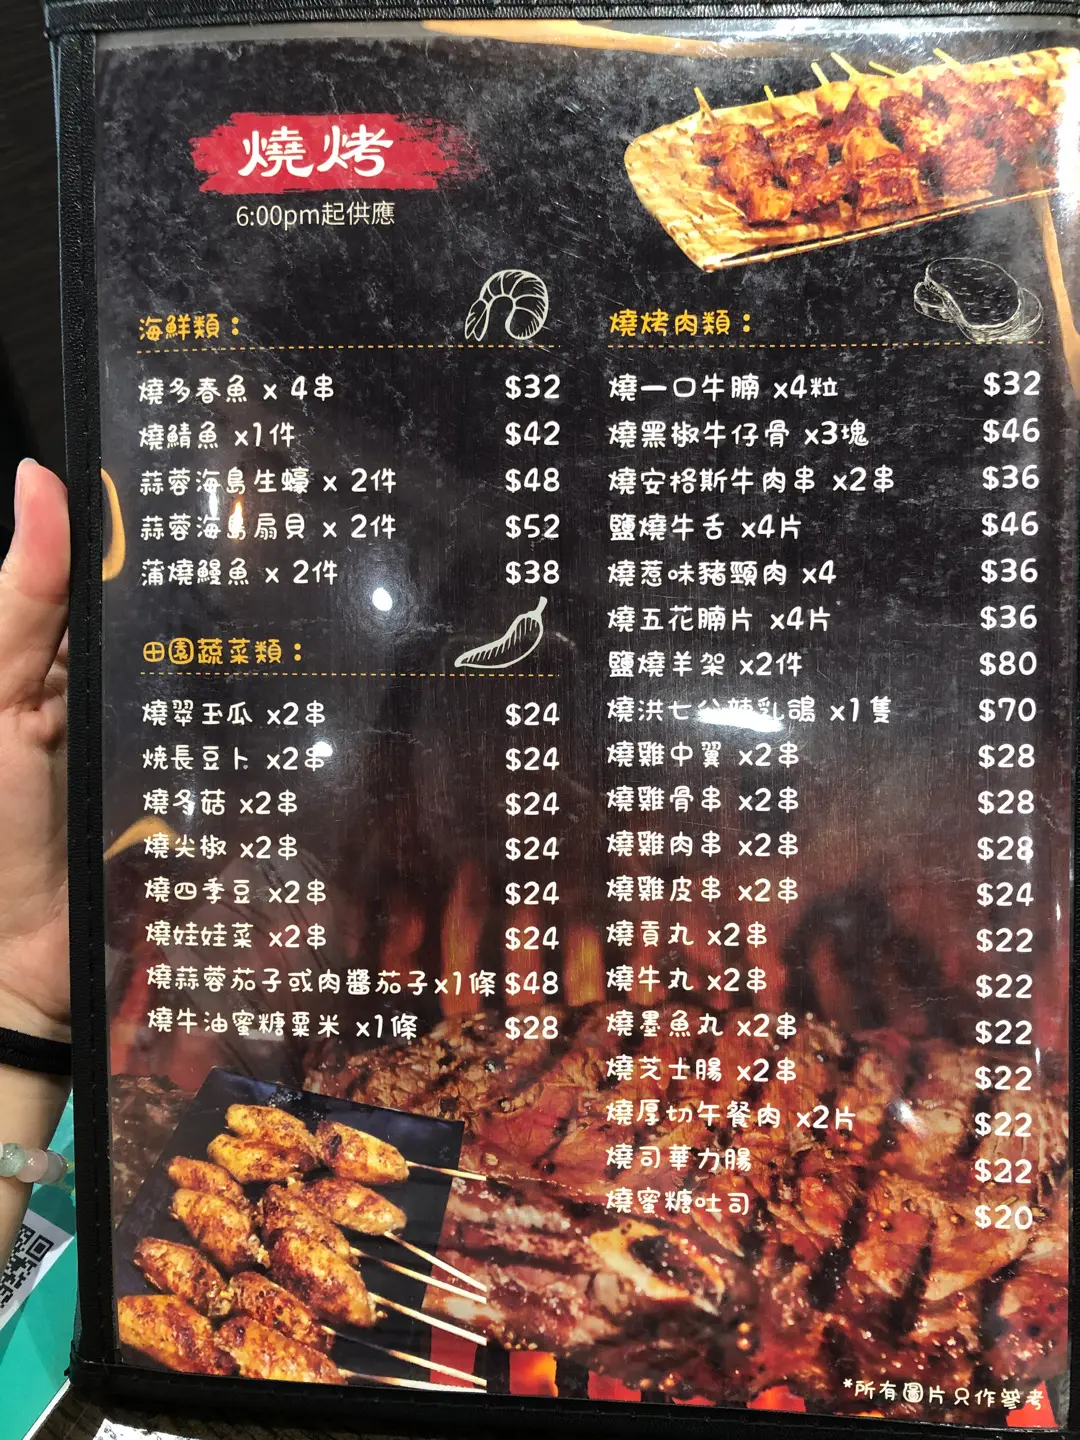 燒烤
6:00pm起供應
海鮮類：
燒多春魚 x 4串 $32
燒鯖魚 x1件 $42
蒜蓉海島生蠔 x 2件 $48
蒜蓉海島扇貝 x 2件 $52
蒲燒鰻魚 x 2件 $38
田園蔬菜類：
燒翠玉瓜 x2串 $24
燒長豆卜 x2串 $24
燒冬菇 x2串 $24
燒尖椒 x2串 $24
燒四季豆 x2串 $24
燒娃娃菜 x2串 $24
燒蒜蓉茄子或肉醬茄子x1條 $48
燒牛油蜜糖粟米 x1條 $28
燒烤肉類：
燒一口牛腩 x4粒 $32
燒黑椒牛仔骨 x3塊 $46
燒安格斯牛肉串 x2串 $36
鹽燒牛舌 x4片 $46
燒惹味豬頸肉 x4 $36
燒五花腩片 x4片 $36
鹽燒羊架 x2件 $80
燒洪七公辣乳鴿 x1隻 $70
燒雞中翼 x2串 $28
燒雞骨串 x2串 $28
燒雞肉串 x2串 $28
燒雞皮串 x2串 $24
燒貢丸 x2串 $22
燒牛丸 x2串 $22
燒墨魚丸 x2串 $22
燒芝士腸 x2串 $22
燒厚切午餐肉 x2片 $22
燒司華力腸 $22
燒蜜糖吐司 $20
*所有圖片只作參考